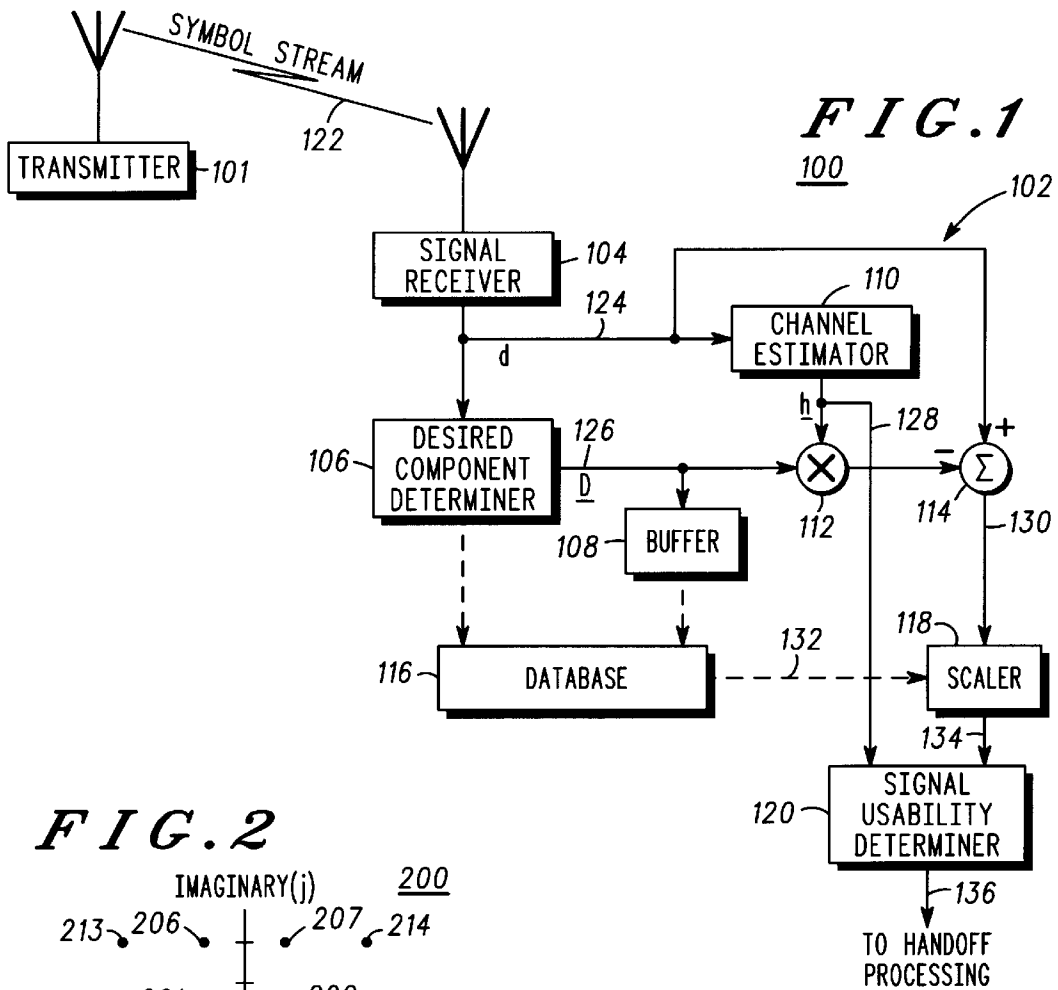 SYMBOL STREAM
122
FIG.1
100
TRANSMITTER
101
102
SIGNAL
RECEIVER
104
110
124
CHANNEL
ESTIMATOR
d
h
128
+
106
DESIRED
COMPONENT
DETERMINER
126
D
X
112
−
Σ
114
130
108
BUFFER
118
116
DATABASE
132
SCALER
134
120
SIGNAL
USABILITY
DETERMINER
136
TO HANDOFF
PROCESSING
FIG.2
IMAGINARY(j)
200
213
206
207
214